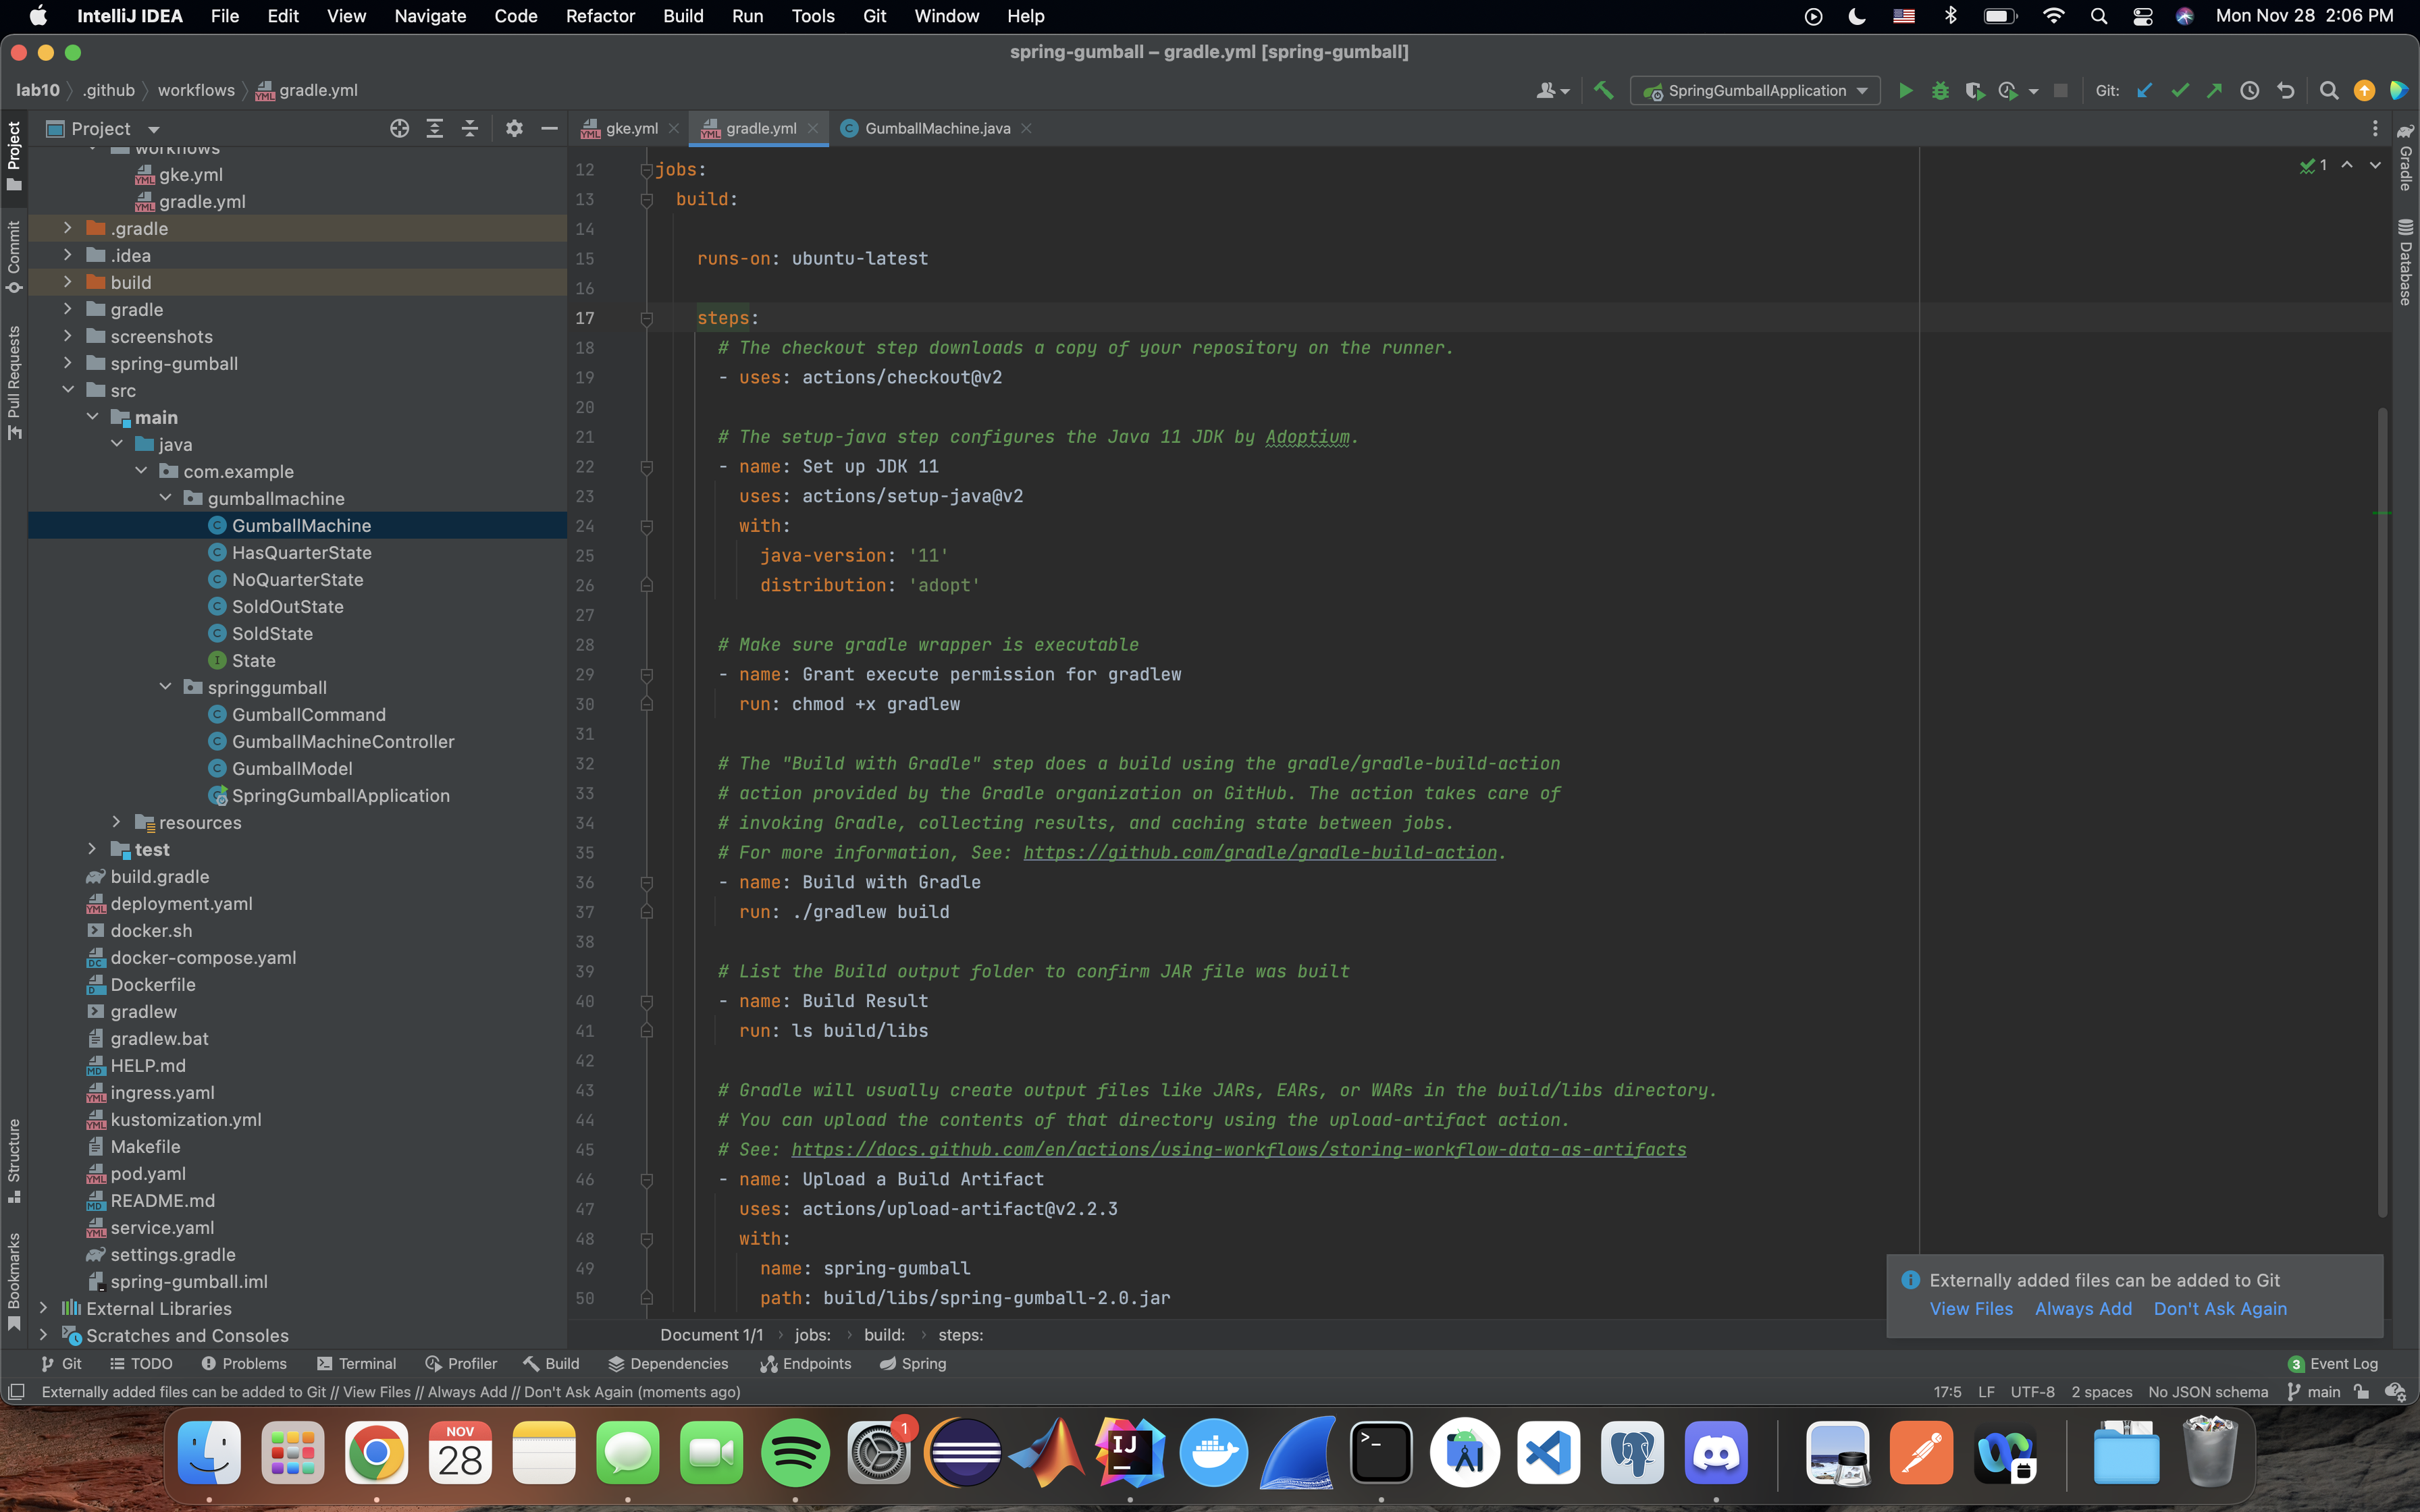 IntelliJ IDEA File Edit View Navigate Code Refactor Build Run Tools Git Window Help Mon Nov 28 2:06 PM
spring-gumball – gradle.yml [spring-gumball]
lab10 .github workflows gradle.yml SpringGumballApplication Git:
Project gke.yml gradle.yml GumballMachine.java
Project
Commit
Pull Requests
Structure
Bookmarks
workflows
gke.yml
gradle.yml
.gradle
.idea
build
gradle
screenshots
spring-gumball
src
main
java
com.example
gumballmachine
GumballMachine
HasQuarterState
NoQuarterState
SoldOutState
SoldState
State
springgumball
GumballCommand
GumballMachineController
GumballModel
SpringGumballApplication
resources
test
build.gradle
deployment.yaml
docker.sh
docker-compose.yaml
Dockerfile
gradlew
gradlew.bat
HELP.md
ingress.yaml
kustomization.yml
Makefile
pod.yaml
README.md
service.yaml
settings.gradle
spring-gumball.iml
External Libraries
Scratches and Consoles
12 jobs:
13 build:
14
15 runs-on: ubuntu-latest
16
17 steps:
18 # The checkout step downloads a copy of your repository on the runner.
19 - uses: actions/checkout@v2
20
21 # The setup-java step configures the Java 11 JDK by Adoptium.
22 - name: Set up JDK 11
23 uses: actions/setup-java@v2
24 with:
25 java-version: '11'
26 distribution: 'adopt'
27
28 # Make sure gradle wrapper is executable
29 - name: Grant execute permission for gradlew
30 run: chmod +x gradlew
31
32 # The "Build with Gradle" step does a build using the gradle/gradle-build-action
33 # action provided by the Gradle organization on GitHub. The action takes care of
34 # invoking Gradle, collecting results, and caching state between jobs.
35 # For more information, See: https://github.com/gradle/gradle-build-action.
36 - name: Build with Gradle
37 run: ./gradlew build
38
39 # List the Build output folder to confirm JAR file was built
40 - name: Build Result
41 run: ls build/libs
42
43 # Gradle will usually create output files like JARs, EARs, or WARs in the build/libs directory.
44 # You can upload the contents of that directory using the upload-artifact action.
45 # See: https://docs.github.com/en/actions/using-workflows/storing-workflow-data-as-artifacts
46 - name: Upload a Build Artifact
47 uses: actions/upload-artifact@v2.2.3
48 with:
49 name: spring-gumball
50 path: build/libs/spring-gumball-2.0.jar
1
Gradle
Database
Externally added files can be added to Git
View Files Always Add Don't Ask Again
Document 1/1 jobs: build: steps:
Git TODO Problems Terminal Profiler Build Dependencies Endpoints Spring 3 Event Log
Externally added files can be added to Git // View Files // Always Add // Don't Ask Again (moments ago) 17:5 LF UTF-8 2 spaces No JSON schema main
NOV
28
1
IJ
>_